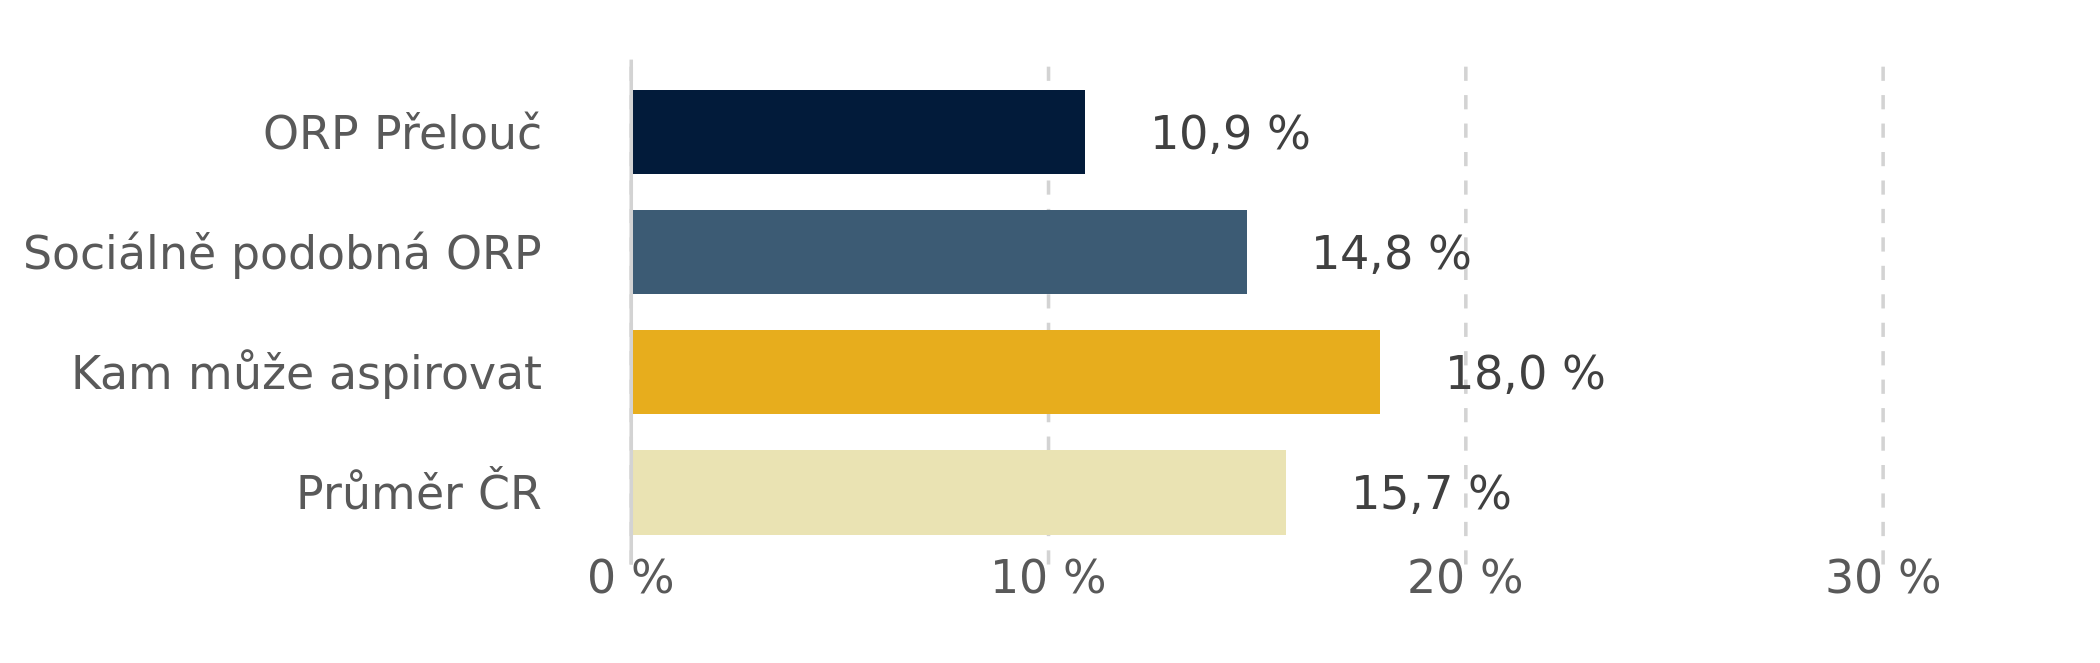 ORP Přelouč 10,9 %
Sociálně podobná ORP 14,8 %
Kam může aspirovat 18,0 %
Průměr ČR 15,7 %
0 % 10 % 20 % 30 %